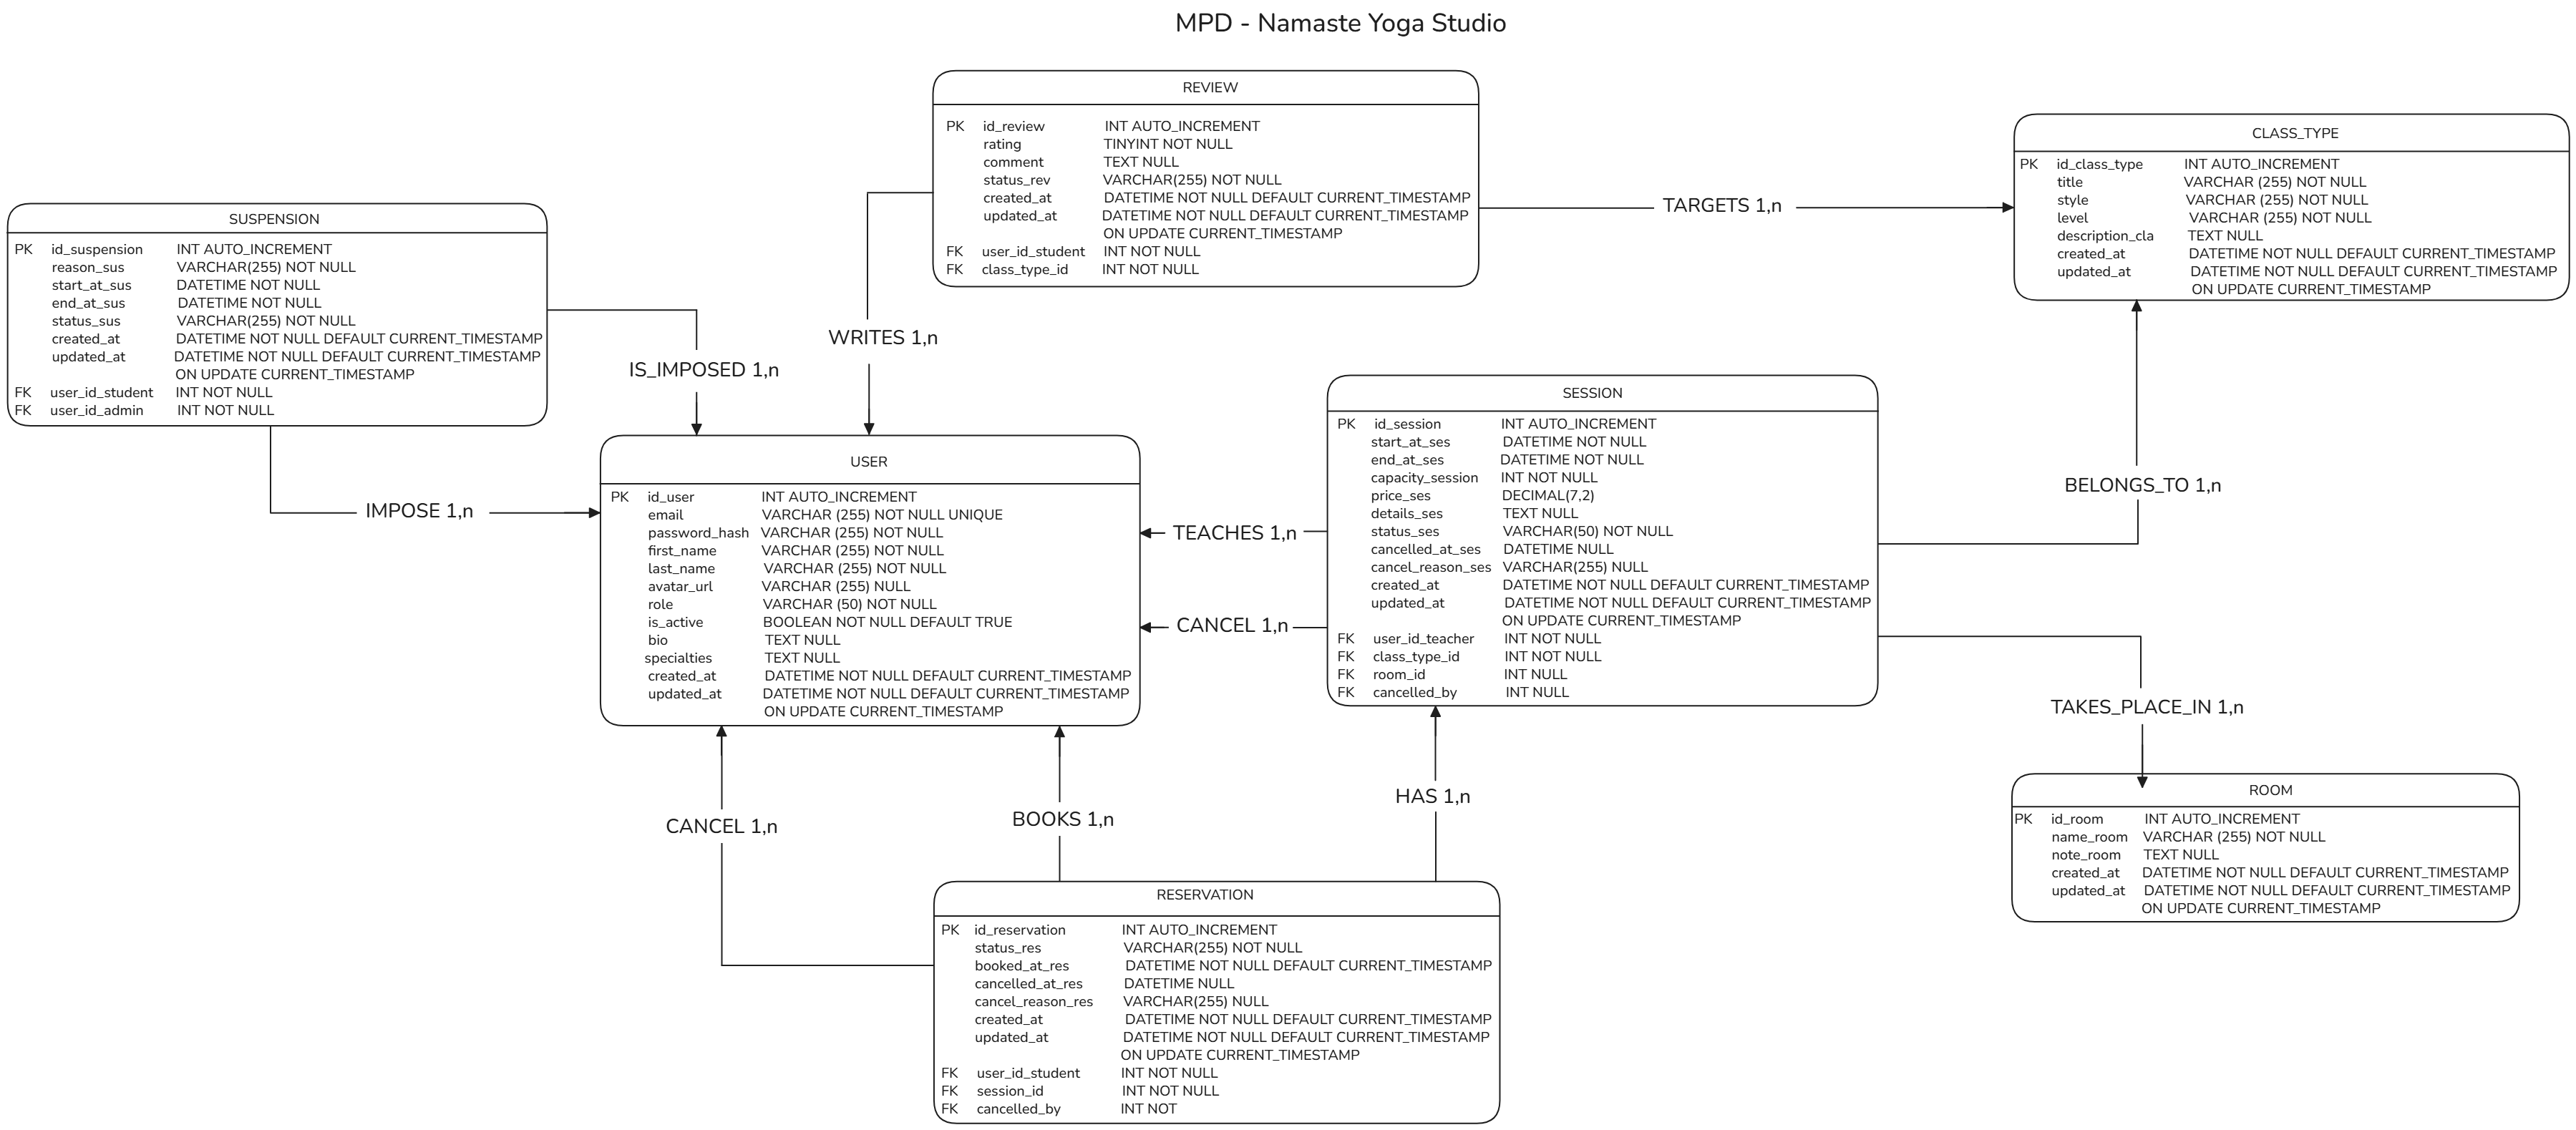 MPD - Namaste Yoga Studio
REVIEW
PK id_review INT AUTO_INCREMENT
rating TINYINT NOT NULL
comment TEXT NULL
status_rev VARCHAR(255) NOT NULL
created_at DATETIME NOT NULL DEFAULT CURRENT_TIMESTAMP
updated_at DATETIME NOT NULL DEFAULT CURRENT_TIMESTAMP
ON UPDATE CURRENT_TIMESTAMP
FK user_id_student INT NOT NULL
FK class_type_id INT NOT NULL
TARGETS 1,n
CLASS_TYPE
PK id_class_type INT AUTO_INCREMENT
title VARCHAR (255) NOT NULL
style VARCHAR (255) NOT NULL
level VARCHAR (255) NOT NULL
description_cla TEXT NULL
created_at DATETIME NOT NULL DEFAULT CURRENT_TIMESTAMP
updated_at DATETIME NOT NULL DEFAULT CURRENT_TIMESTAMP
ON UPDATE CURRENT_TIMESTAMP
SUSPENSION
PK id_suspension INT AUTO_INCREMENT
reason_sus VARCHAR(255) NOT NULL
start_at_sus DATETIME NOT NULL
end_at_sus DATETIME NOT NULL
status_sus VARCHAR(255) NOT NULL
created_at DATETIME NOT NULL DEFAULT CURRENT_TIMESTAMP
updated_at DATETIME NOT NULL DEFAULT CURRENT_TIMESTAMP
ON UPDATE CURRENT_TIMESTAMP
FK user_id_student INT NOT NULL
FK user_id_admin INT NOT NULL
IS_IMPOSED 1,n
WRITES 1,n
IMPOSE 1,n
USER
PK id_user INT AUTO_INCREMENT
email VARCHAR (255) NOT NULL UNIQUE
password_hash VARCHAR (255) NOT NULL
first_name VARCHAR (255) NOT NULL
last_name VARCHAR (255) NOT NULL
avatar_url VARCHAR (255) NULL
role VARCHAR (50) NOT NULL
is_active BOOLEAN NOT NULL DEFAULT TRUE
bio TEXT NULL
specialties TEXT NULL
created_at DATETIME NOT NULL DEFAULT CURRENT_TIMESTAMP
updated_at DATETIME NOT NULL DEFAULT CURRENT_TIMESTAMP
ON UPDATE CURRENT_TIMESTAMP
TEACHES 1,n
CANCEL 1,n
SESSION
PK id_session INT AUTO_INCREMENT
start_at_ses DATETIME NOT NULL
end_at_ses DATETIME NOT NULL
capacity_session INT NOT NULL
price_ses DECIMAL(7,2)
details_ses TEXT NULL
status_ses VARCHAR(50) NOT NULL
cancelled_at_ses DATETIME NULL
cancel_reason_ses VARCHAR(255) NULL
created_at DATETIME NOT NULL DEFAULT CURRENT_TIMESTAMP
updated_at DATETIME NOT NULL DEFAULT CURRENT_TIMESTAMP
ON UPDATE CURRENT_TIMESTAMP
FK user_id_teacher INT NOT NULL
FK class_type_id INT NOT NULL
FK room_id INT NULL
FK cancelled_by INT NULL
BELONGS_TO 1,n
TAKES_PLACE_IN 1,n
ROOM
PK id_room INT AUTO_INCREMENT
name_room VARCHAR (255) NOT NULL
note_room TEXT NULL
created_at DATETIME NOT NULL DEFAULT CURRENT_TIMESTAMP
updated_at DATETIME NOT NULL DEFAULT CURRENT_TIMESTAMP
ON UPDATE CURRENT_TIMESTAMP
CANCEL 1,n
BOOKS 1,n
HAS 1,n
RESERVATION
PK id_reservation INT AUTO_INCREMENT
status_res VARCHAR(255) NOT NULL
booked_at_res DATETIME NOT NULL DEFAULT CURRENT_TIMESTAMP
cancelled_at_res DATETIME NULL
cancel_reason_res VARCHAR(255) NULL
created_at DATETIME NOT NULL DEFAULT CURRENT_TIMESTAMP
updated_at DATETIME NOT NULL DEFAULT CURRENT_TIMESTAMP
ON UPDATE CURRENT_TIMESTAMP
FK user_id_student INT NOT NULL
FK session_id INT NOT NULL
FK cancelled_by INT NOT